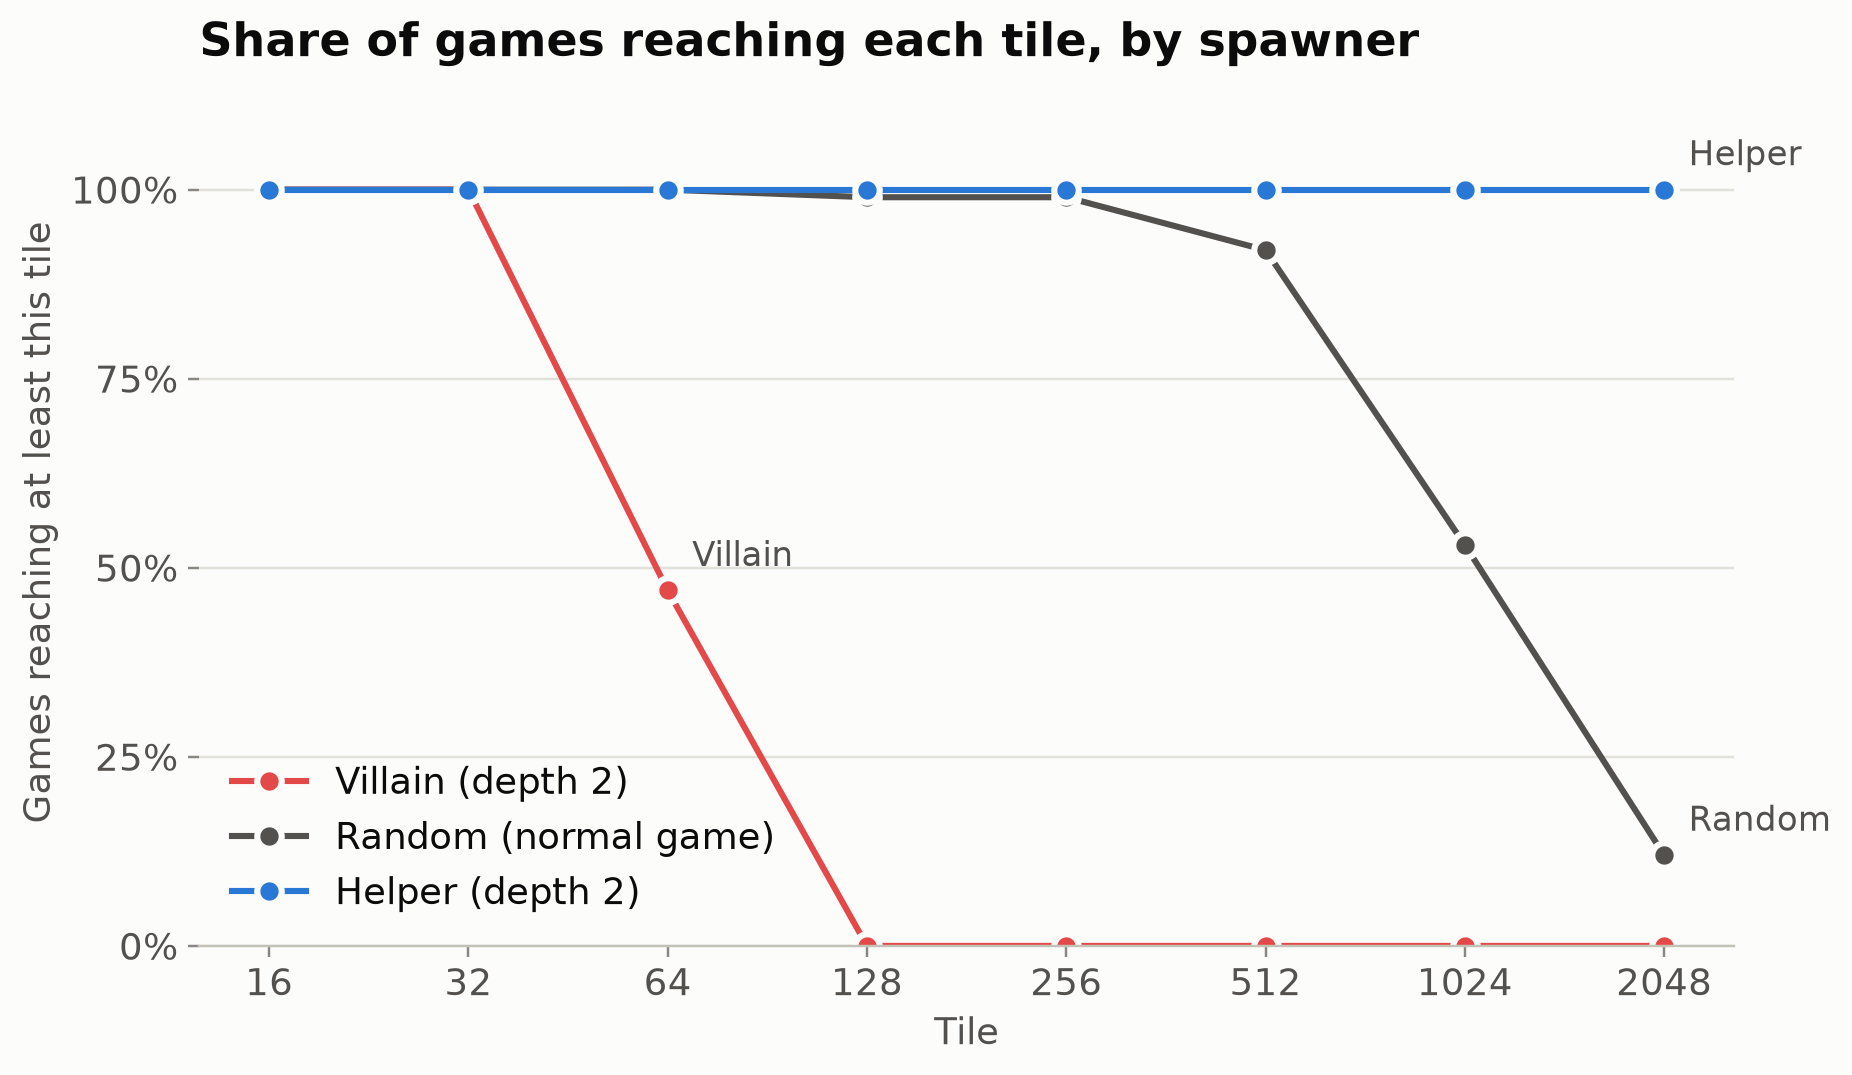 Share of games reaching each tile, by spawner
Helper
100%
75%
Villain
50%
25%
Random
0%
Villain (depth 2)
Random (normal game)
Helper (depth 2)
16 32 64 128 256 512 1024 2048
Tile
Games reaching at least this tile